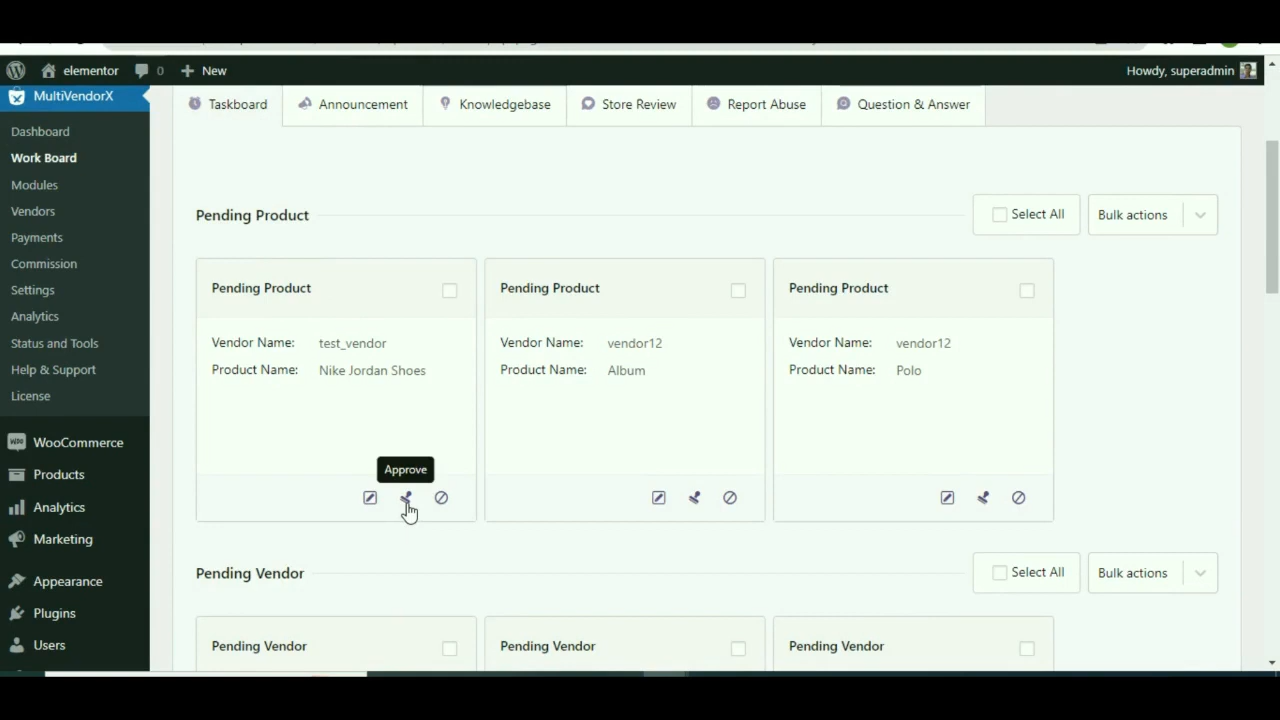 elementor 0 New Howdy, superadmin
MultiVendorX
Dashboard
Work Board
Modules
Vendors
Payments
Commission
Settings
Analytics
Status and Tools
Help & Support
License
WooCommerce
Products
Analytics
Marketing
Appearance
Plugins
Users
Taskboard Announcement Knowledgebase Store Review Report Abuse Question & Answer
Pending Product Select All Bulk actions
Pending Product Pending Product Pending Product
Vendor Name: test_vendor Vendor Name: vendor12 Vendor Name: vendor12
Product Name: Nike Jordan Shoes Product Name: Album Product Name: Polo
Approve
Pending Vendor Select All Bulk actions
Pending Vendor Pending Vendor Pending Vendor